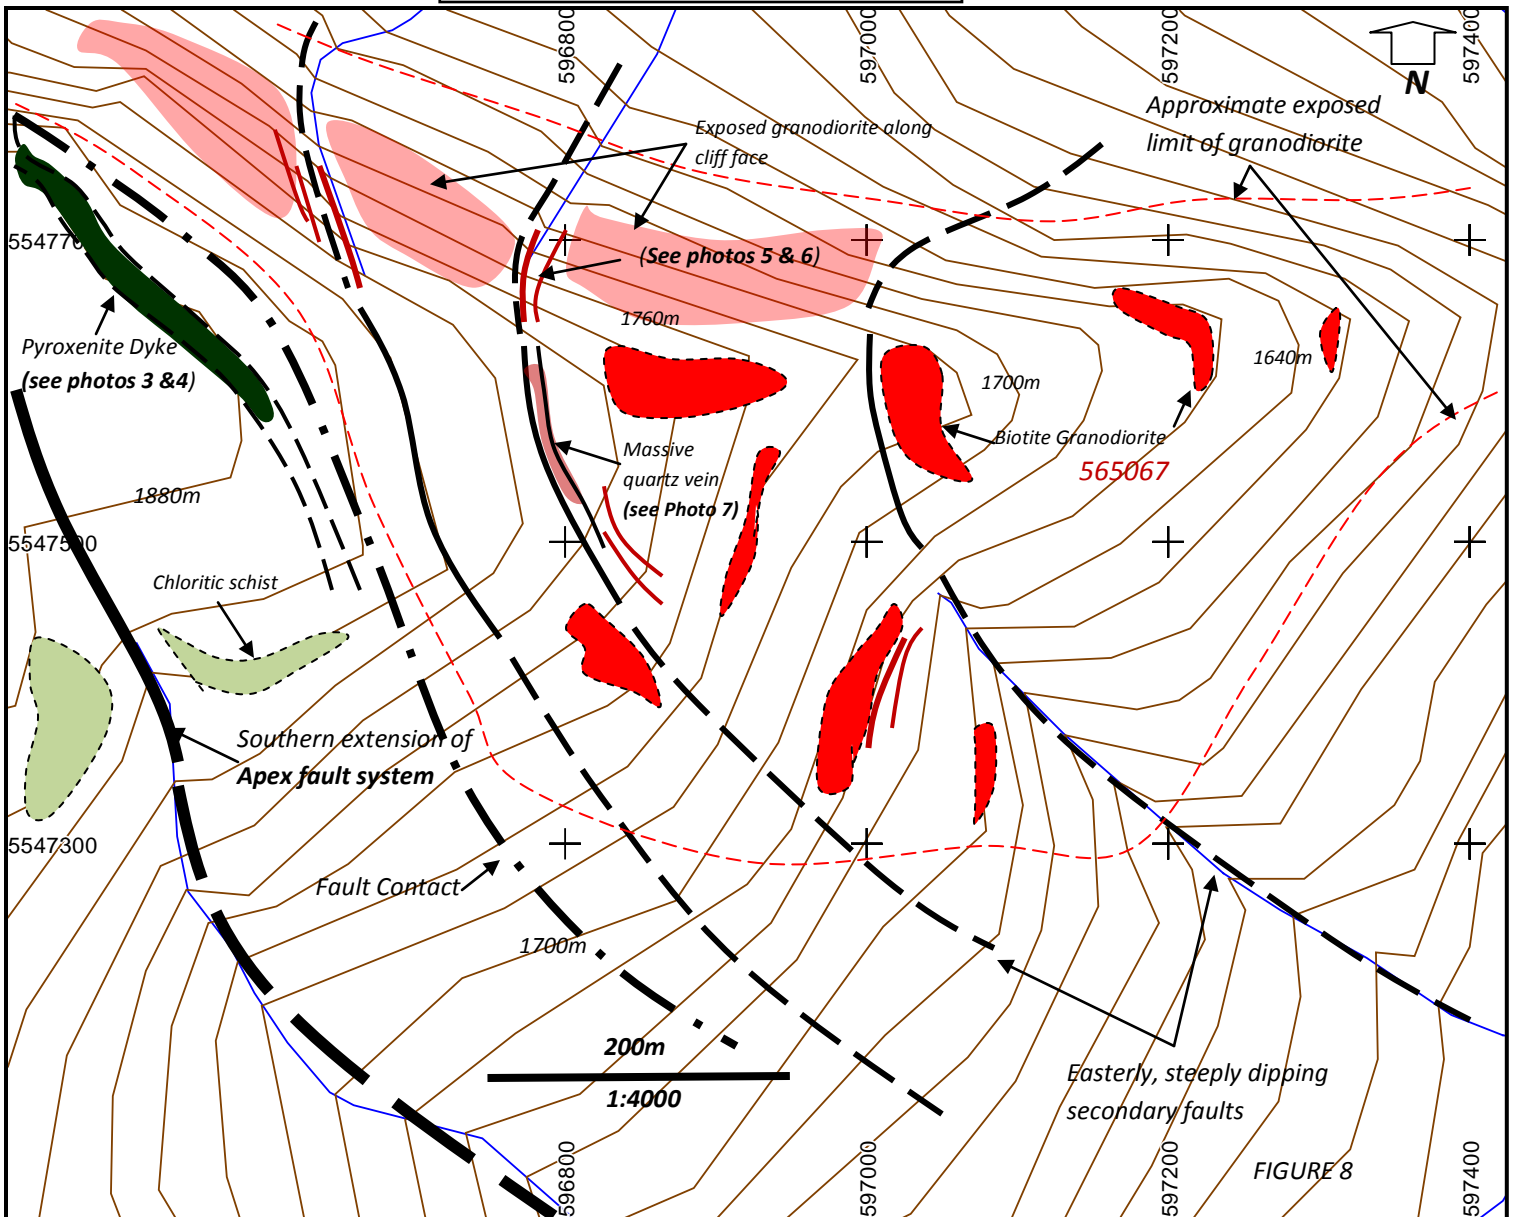 596800
597000
597200
597400
N
Approximate exposed
limit of granodiorite
Exposed granodiorite along
cliff face
554770
(See photos 5 & 6)
1760m
Pyroxenite Dyke
(see photos 3 &4)
1640m
1700m
Biotite Granodiorite
565067
Massive
quartz vein
(see Photo 7)
1880m
5547500
Chloritic schist
Southern extension of
Apex fault system
5547300
Fault Contact
1700m
200m
1:4000
Easterly, steeply dipping
secondary faults
FIGURE 8
596800
597000
597200
597400